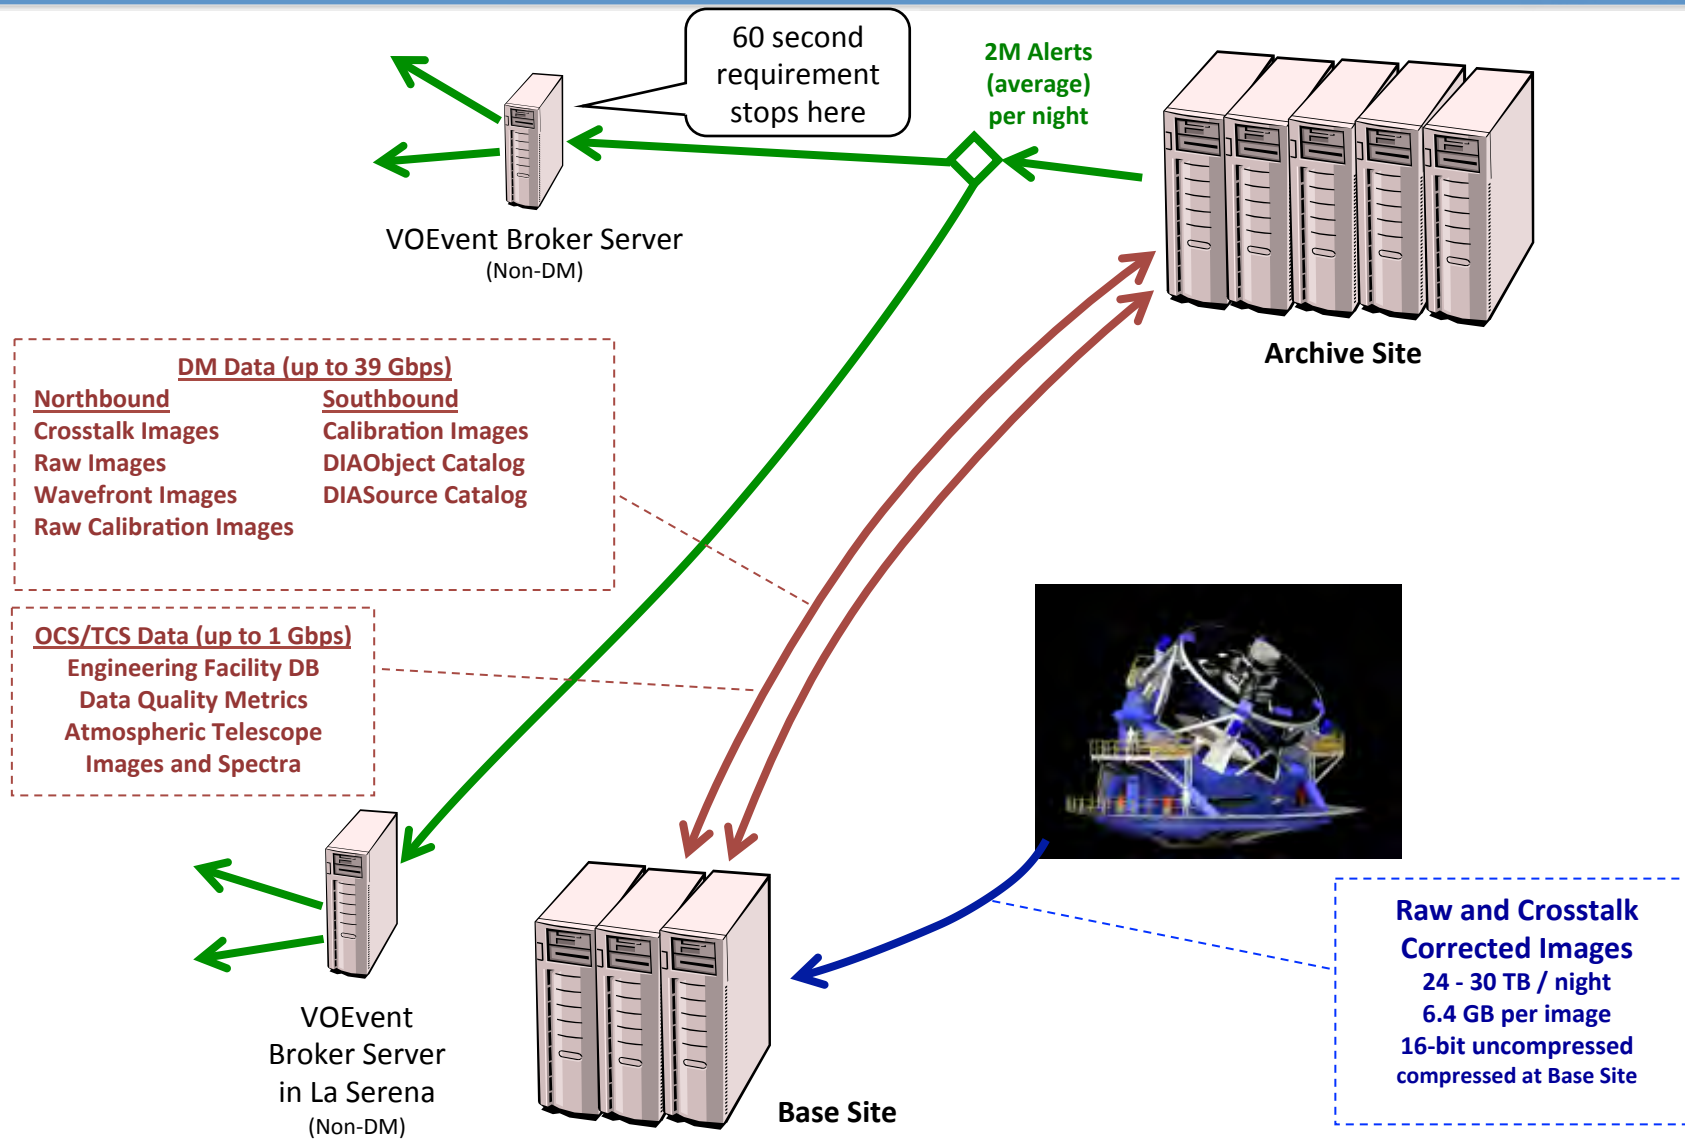 60 second
requirement
stops here
2M Alerts
(average)
per night
VOEvent Broker Server
(Non-DM)
Archive Site
DM Data (up to 39 Gbps)
Northbound
Crosstalk Images
Raw Images
Wavefront Images
Raw Calibration Images
Southbound
Calibration Images
DIAObject Catalog
DIASource Catalog
OCS/TCS Data (up to 1 Gbps)
Engineering Facility DB
Data Quality Metrics
Atmospheric Telescope
Images and Spectra
VOEvent
Broker Server
in La Serena
(Non-DM)
Base Site
Raw and Crosstalk
Corrected Images
24 - 30 TB / night
6.4 GB per image
16-bit uncompressed
compressed at Base Site